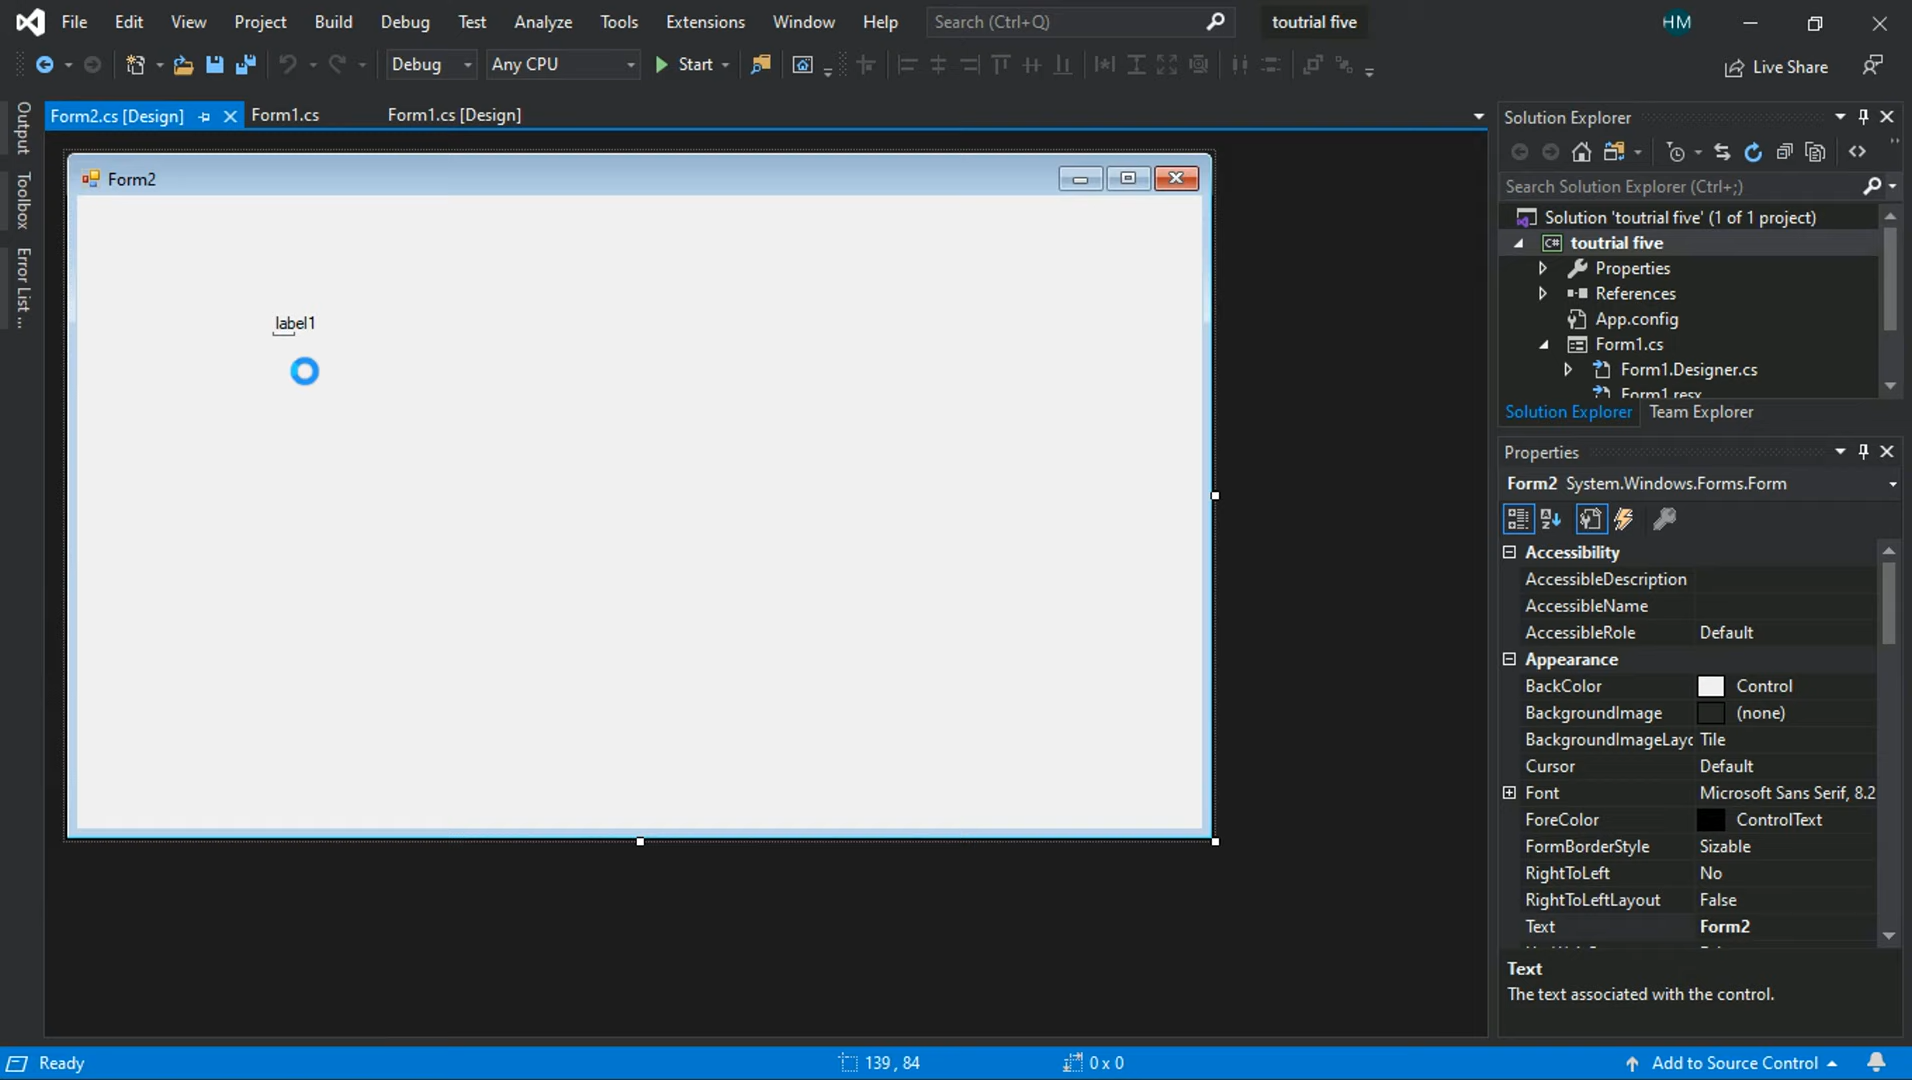 File Edit View Project Build Debug Test Analyze Tools Extensions Window Help Search (Ctrl+Q) toutrial five HM
Debug Any CPU Start Live Share
Form2.cs [Design] Form1.cs Form1.cs [Design]
Output
Toolbox
Error List ...
Form2
label1
Solution Explorer
Search Solution Explorer (Ctrl+;)
Solution 'toutrial five' (1 of 1 project)
C# toutrial five
Properties
References
App.config
Form1.cs
Form1.Designer.cs
Form1.resx
Solution Explorer Team Explorer
Properties
Form2 System.Windows.Forms.Form
Accessibility
AccessibleDescription
AccessibleName
AccessibleRole Default
Appearance
BackColor Control
BackgroundImage (none)
BackgroundImageLayc Tile
Cursor Default
Font Microsoft Sans Serif, 8.2
ForeColor ControlText
FormBorderStyle Sizable
RightToLeft No
RightToLeftLayout False
Text Form2
Text
The text associated with the control.
Ready 139 , 84 0 x 0 Add to Source Control